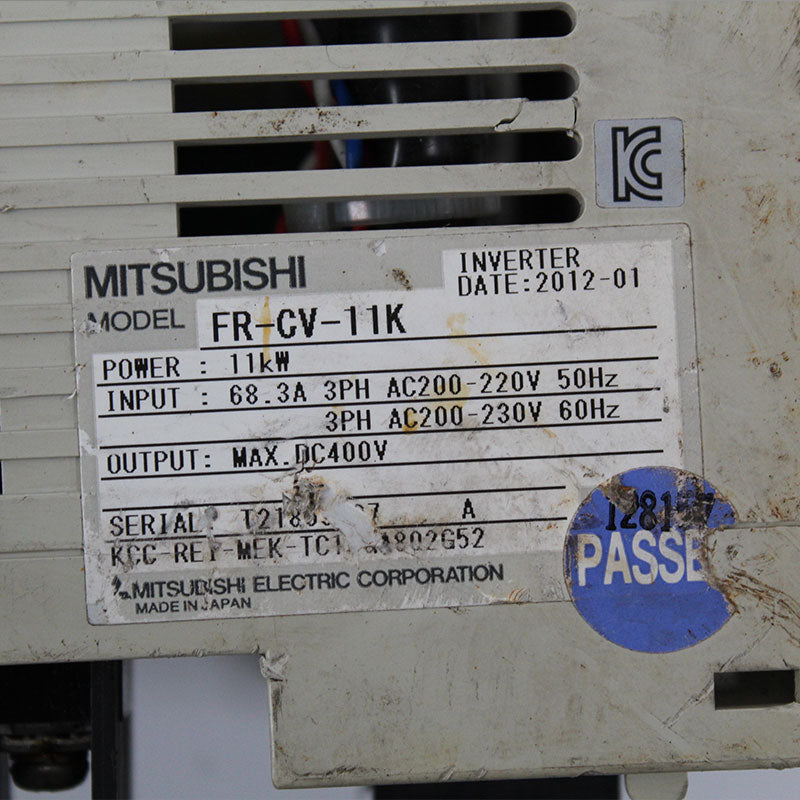 KC
MITSUBISHI
INVERTER
DATE:2012-01
MODEL FR-CV-11K
POWER : 11kW
INPUT : 68.3A 3PH AC200-220V 50Hz
3PH AC200-230V 60Hz
OUTPUT: MAX.DC400V
SERIAL: A
MITSUBISHI ELECTRIC CORPORATION
MADE IN JAPAN